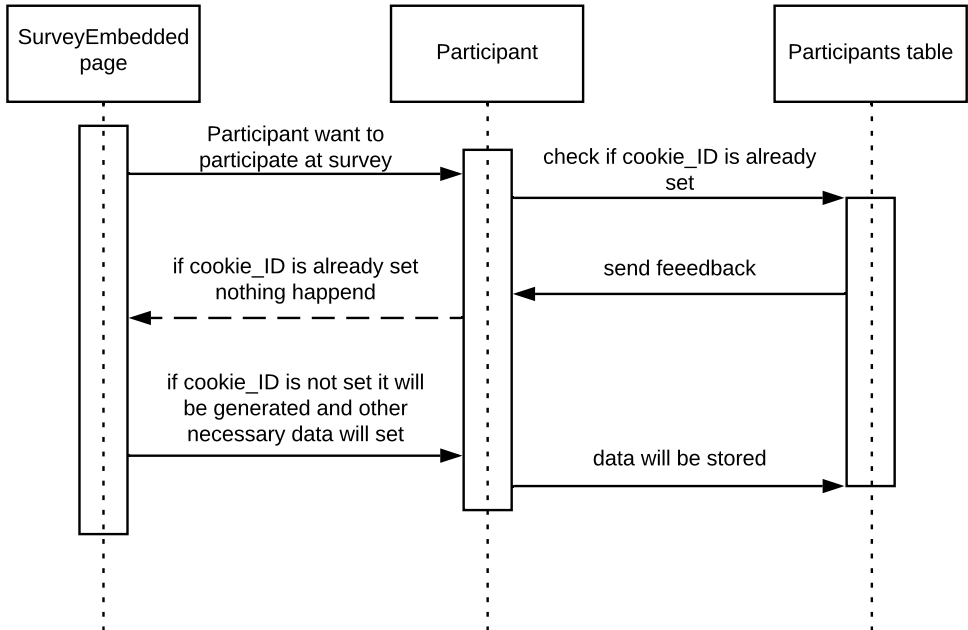 SurveyEmbedded
page
Participant
Participants table
Participant want to
participate at survey
check if cookie_ID is already
set
if cookie_ID is already set
nothing happend
send feeedback
if cookie_ID is not set it will
be generated and other
necessary data will set
data will be stored